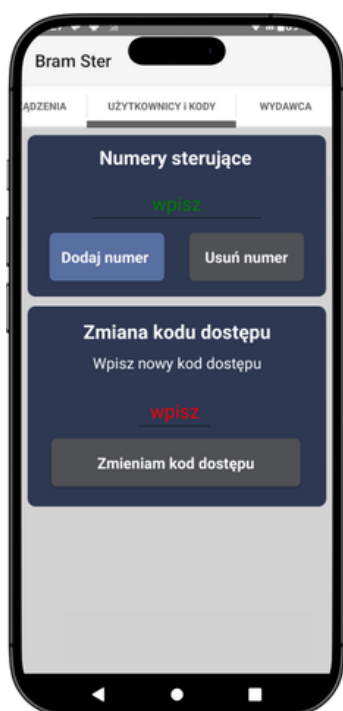 Bram Ster
ĄDZENIA
UŻYTKOWNICY i KODY
WYDAWCA
Numery sterujące
wpisz
Dodaj numer
Usuń numer
Zmiana kodu dostępu
Wpisz nowy kod dostępu
wpisz
Zmieniam kod dostępu